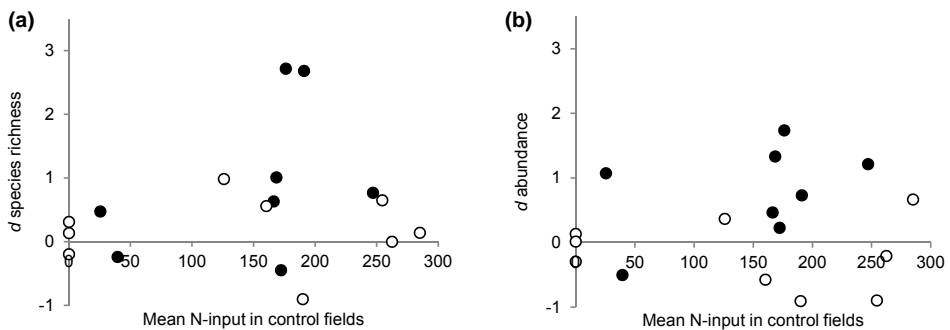 (a)
d species richness
3
2
1
0
-1
0 50 100 150 200 250 300
Mean N-input in control fields
(b)
d abundance
3
2
1
0
-1
0 50 100 150 200 250 300
Mean N-input in control fields